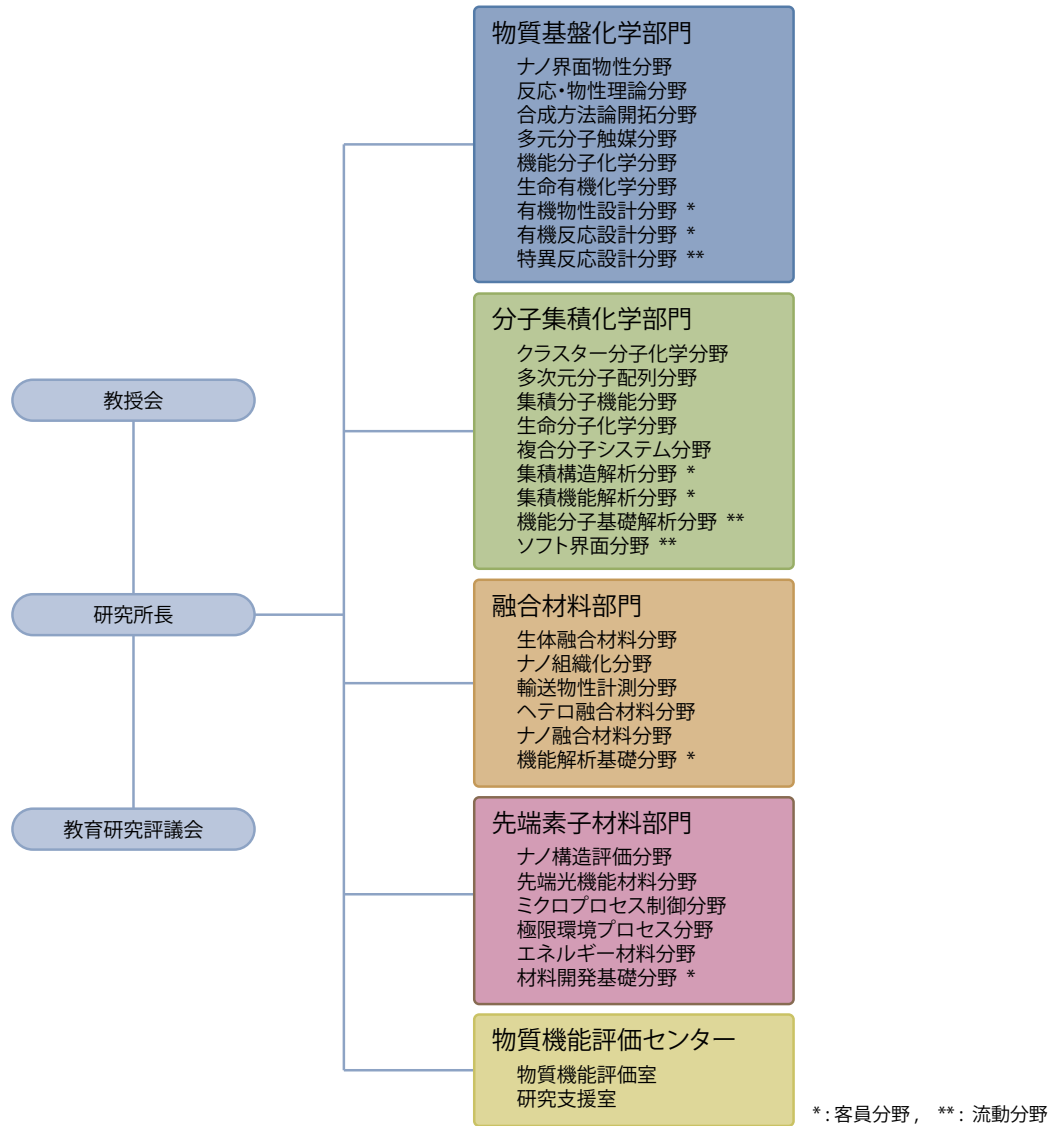 物質基盤化学部門
ナノ界面物性分野
反応・物性理論分野
合成方法論開拓分野
多元分子触媒分野
機能分子化学分野
生命有機化学分野
有機物性設計分野 *
有機反応設計分野 *
特異反応設計分野 **
分子集積化学部門
クラスター分子化学分野
多次元分子配列分野
集積分子機能分野
生命分子化学分野
複合分子システム分野
集積構造解析分野 *
集積機能解析分野 *
機能分子基礎解析分野 **
ソフト界面分野 **
教授会
研究所長
教育研究評議会
融合材料部門
生体融合材料分野
ナノ組織化分野
輸送物性計測分野
ヘテロ融合材料分野
ナノ融合材料分野
機能解析基礎分野 *
先端素子材料部門
ナノ構造評価分野
先端光機能材料分野
ミクロプロセス制御分野
極限環境プロセス分野
エネルギー材料分野
材料開発基礎分野 *
物質機能評価センター
物質機能評価室
研究支援室
*：客員分野， **：流動分野